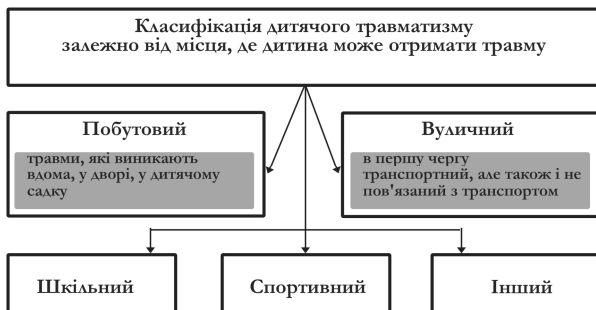 Класифікація дитячого травматизму
залежно від місця, де дитина може отримати травму
Побутовий
травми, які виникають
вдома, у дворі, у дитячому
садку
Вуличний
в першу чергу
транспортний, але також і не
пов'язаний з транспортом
Шкільний
Спортивний
Інший